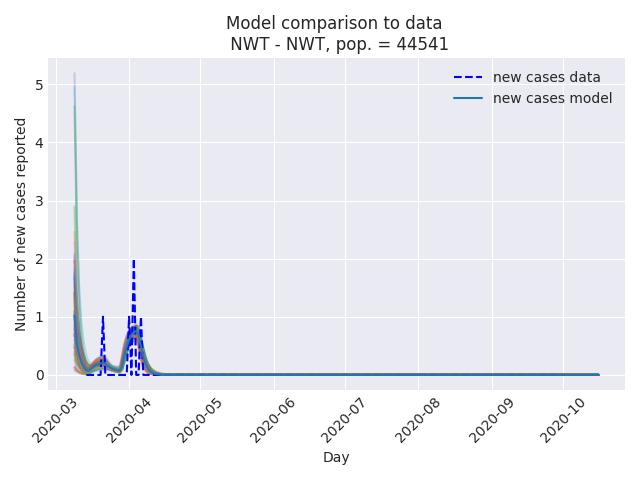 Model comparison to data
NWT - NWT, pop. = 44541
new cases data
new cases model
Number of new cases reported
5
4
3
2
1
0
2020-03
2020-04
2020-05
2020-06
2020-07
2020-08
2020-09
2020-10
Day